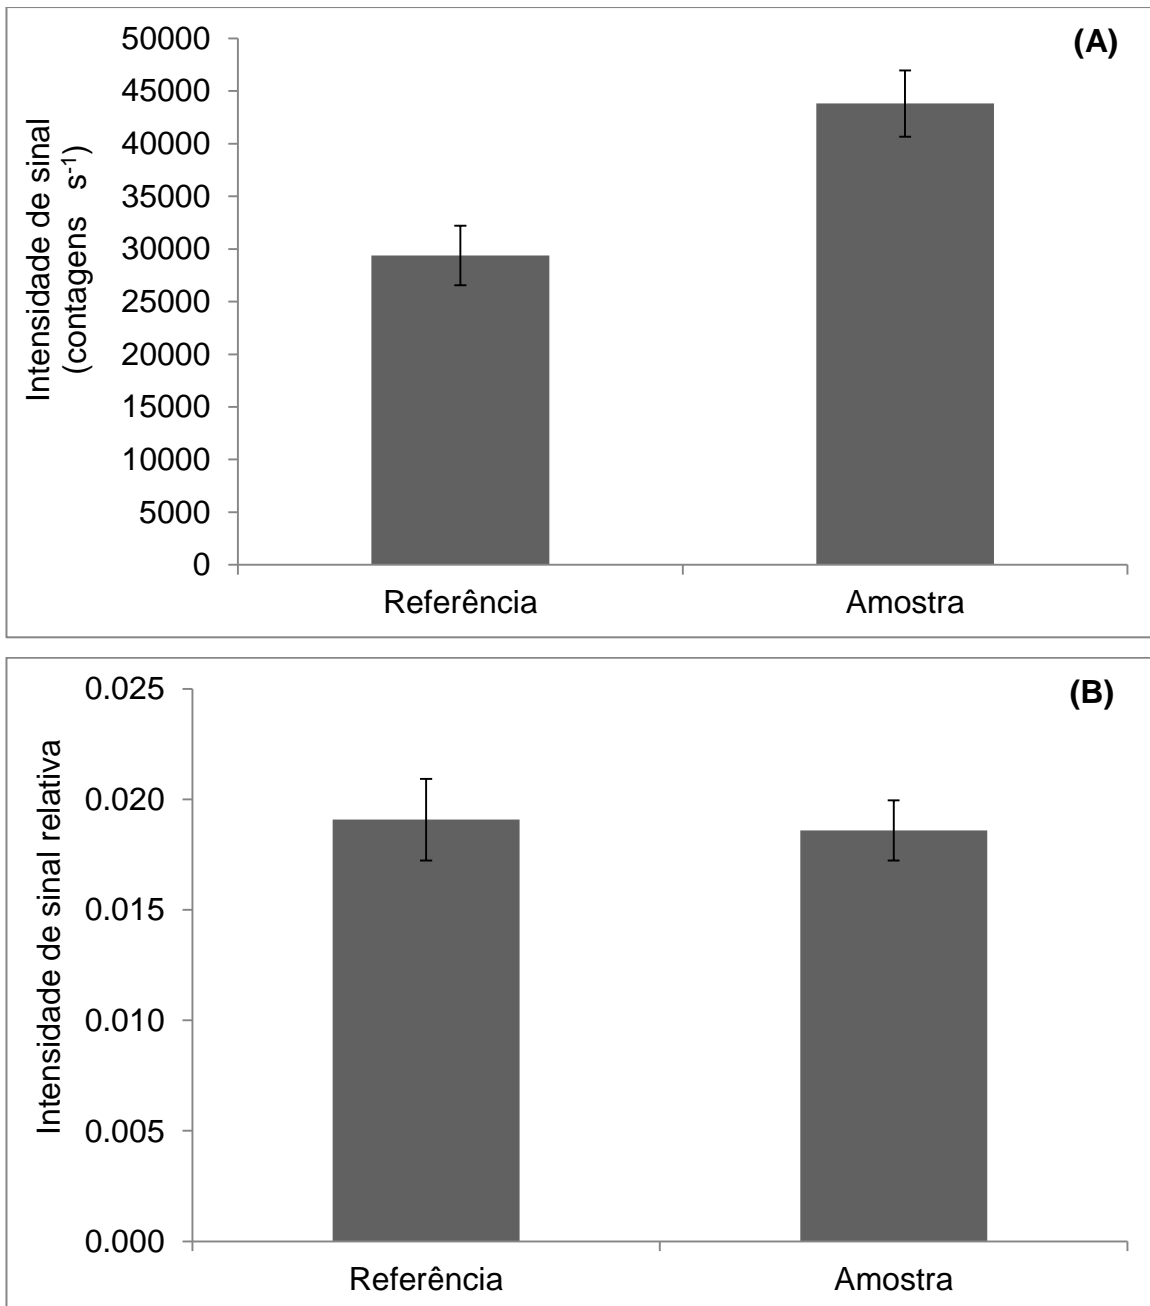 (A)
Intensidade de sinal
(contagens s-1)
50000
45000
40000
35000
30000
25000
20000
15000
10000
5000
0
Referência
Amostra
(B)
Intensidade de sinal relativa
0.025
0.020
0.015
0.010
0.005
0.000
Referência
Amostra